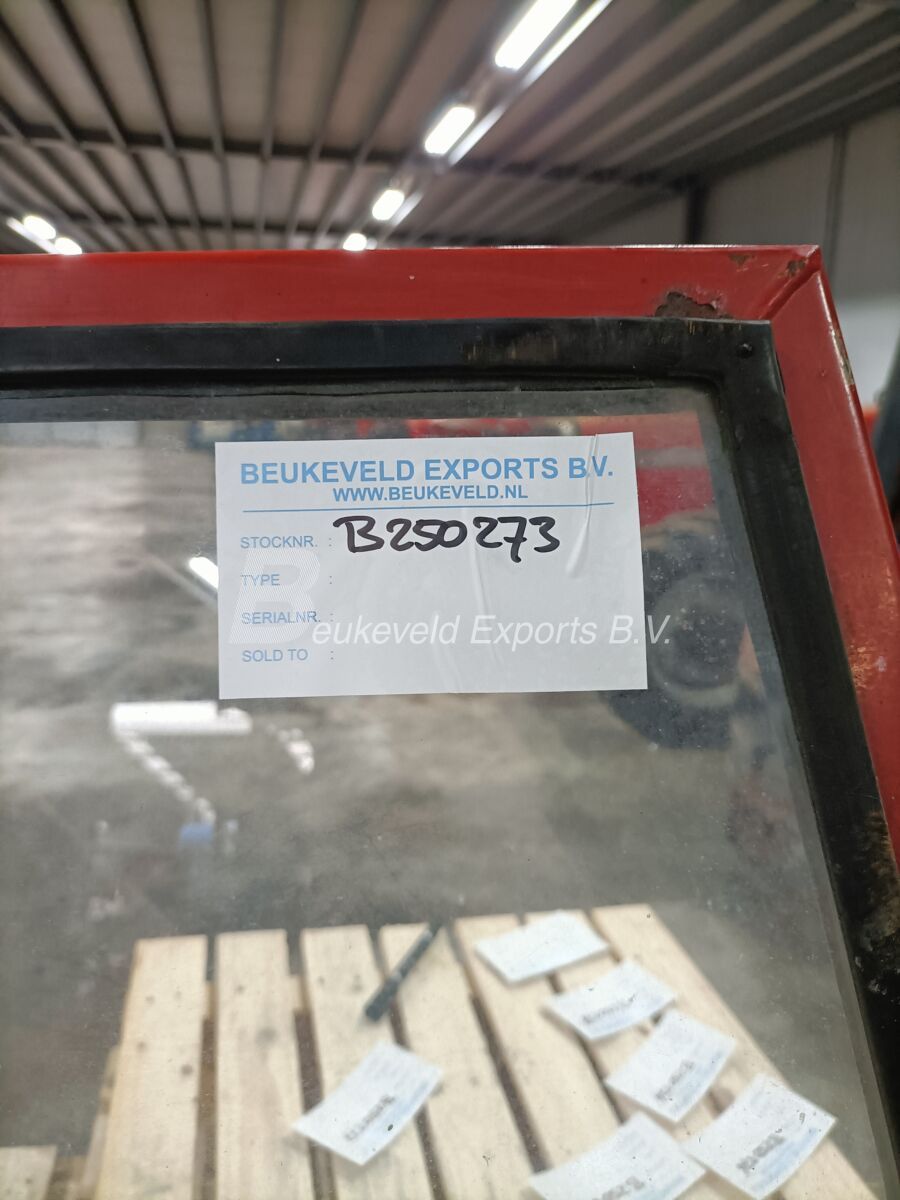 BEUKEVELD EXPORTS B.V.
WWW.BEUKEVELD.NL
STOCKNR. : B250273
TYPE :
SERIALNR. :
Beukeveld Exports B.V.
SOLD TO :